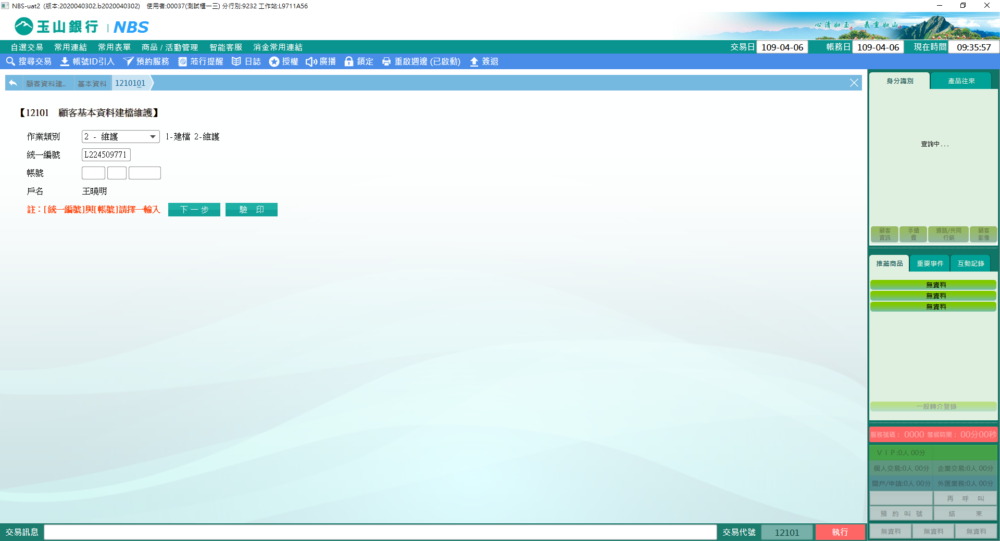 NBS-uat2 (版本:2020040302.b2020040302) 使用者:00037(測試櫃一三) 分行別:9232 工作站:L9711A56
玉山銀行 | NBS
心清如玉。義重如山。
自選交易 常用連結 常用表單 商品 / 活動管理 智能客服 消金常用連結 交易日 109-04-06 帳務日 109-04-06 現在時間 09:35:57
搜尋交易 帳號ID引入 預約服務 蒞行提醒 日誌 授權 廣播 鎖定 重啟週邊 (已啟動) 簽退
顧客資料建.. 基本資料 1210101
【12101 顧客基本資料建檔維護】
作業類別 2 - 維護 1-建檔 2-維護
統一編號 L224509771
帳號
戶名 王曉明
註：[統一編號]與[帳號]請擇一輸入 下一步 驗 印
身分識別 產品往來
查詢中...
顧客資訊 手續費 通路/共同行銷 顧客影像
推薦商品 重要事件 互動記錄
無資料
無資料
無資料
一般轉介登錄
服務號碼： 0000 等候時間： 00分00秒
ＶＩＰ:0人 00分
個人交易:0人 00分 企業交易:0人 00分
開戶/申請:0人 00分 外匯業務:0人 00分
再 呼 叫
預 約 叫 號 結 束
無資料 無資料 無資料
交易訊息 交易代號 12101 執行